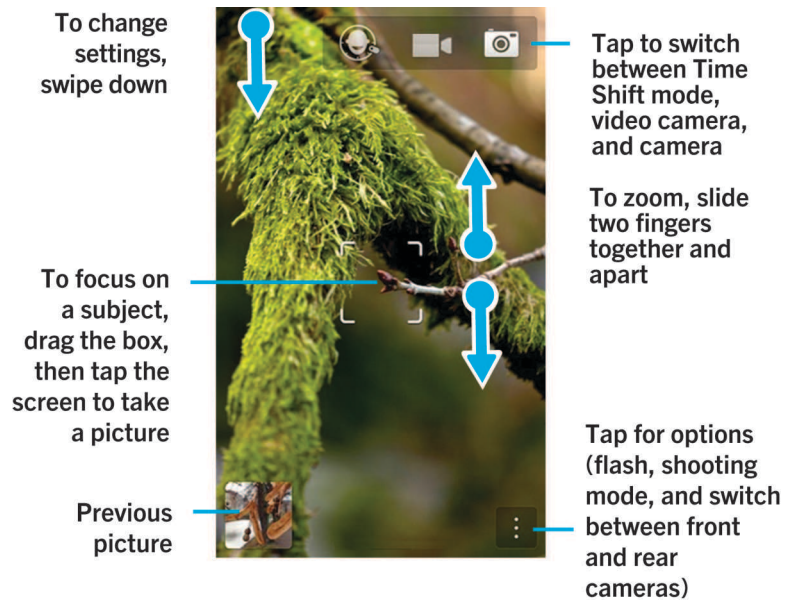 To change
settings,
swipe down
Tap to switch
between Time
Shift mode,
video camera,
and camera
To zoom, slide
two fingers
together and
apart
To focus on
a subject,
drag the box,
then tap the
screen to take
a picture
Previous
picture
Tap for options
(flash, shooting
mode, and switch
between front
and rear
cameras)